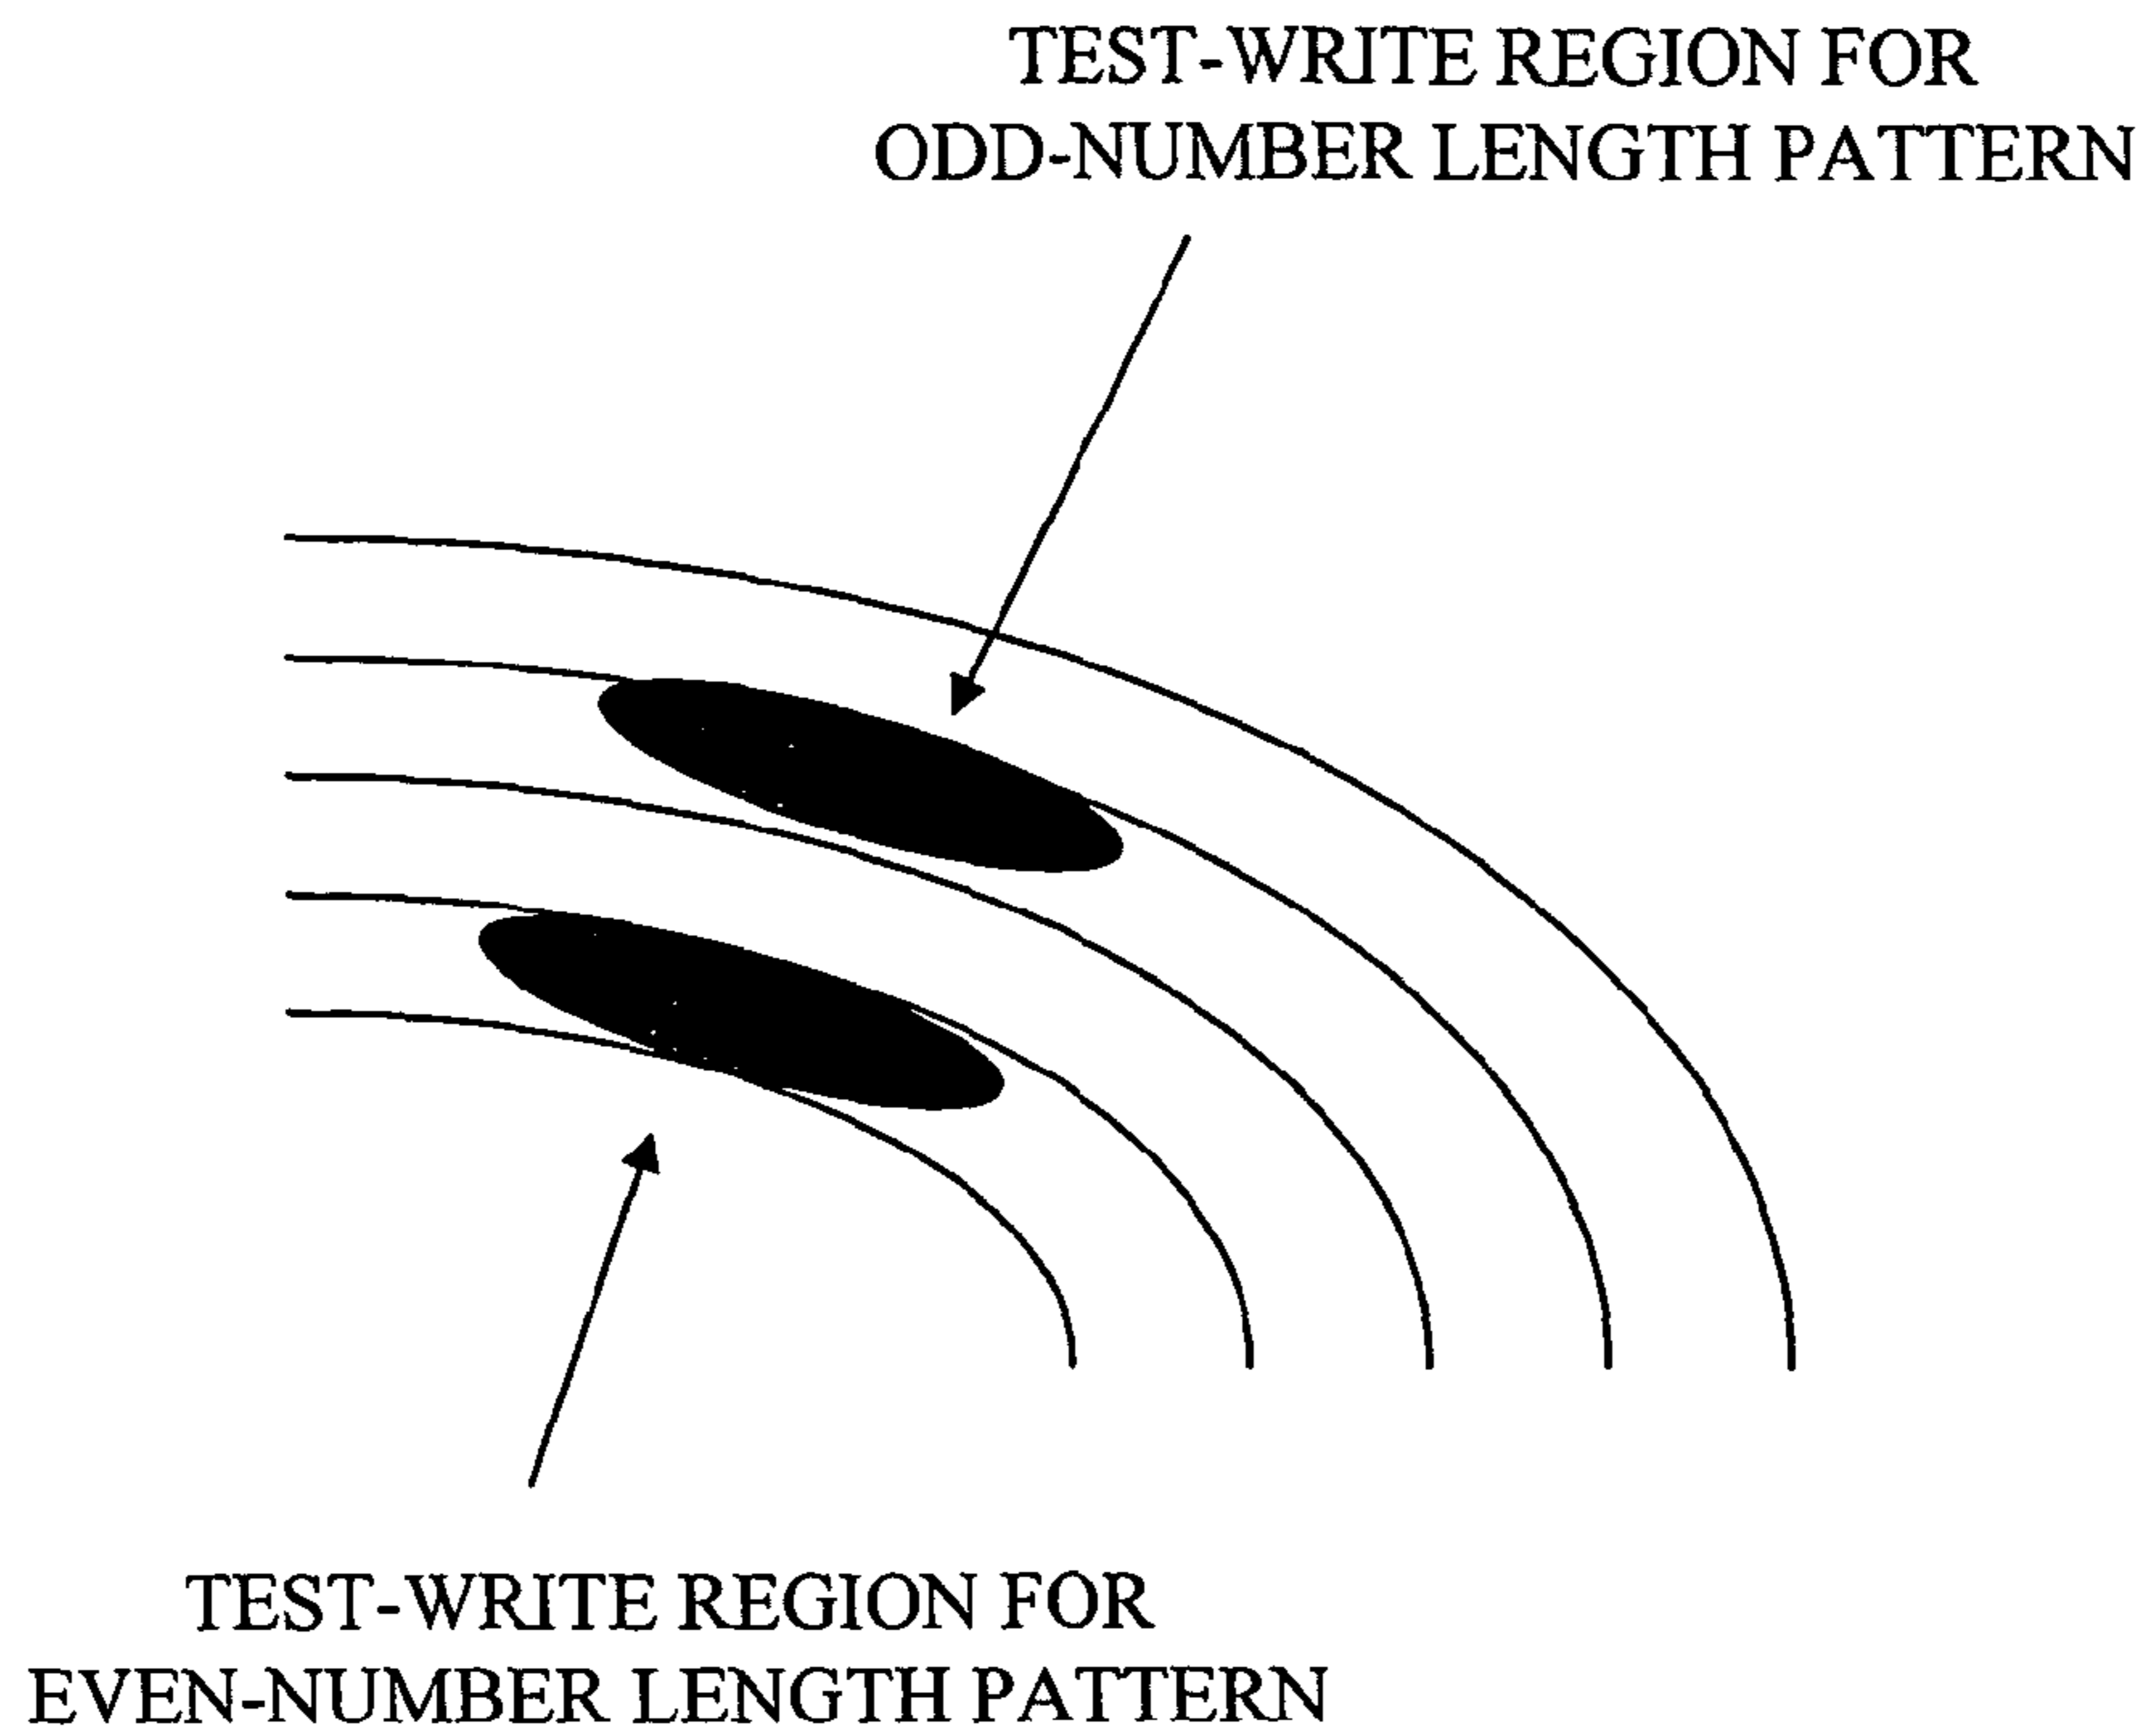 TEST-WRITE REGION FOR
ODD-NUMBER LENGTH PATTERN
TEST-WRITE REGION FOR
EVEN-NUMBER LENGTH PATTERN